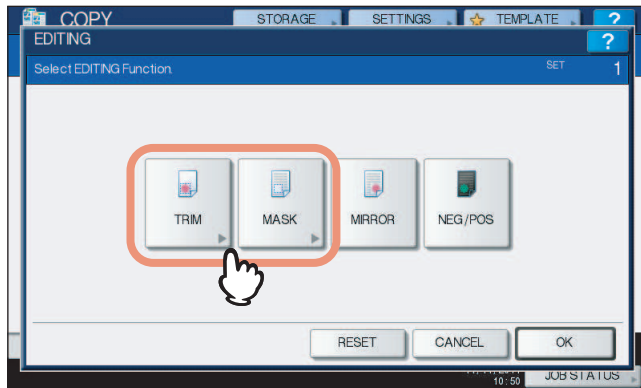 COPY STORAGE SETTINGS TEMPLATE ?
EDITING ?
Select EDITING Function. SET 1
TRIM MASK MIRROR NEG/POS
RESET CANCEL OK
10:50 JOB STATUS